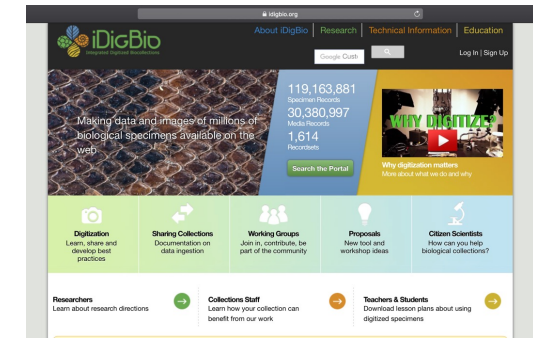 idigbio.org
iDigBio
Integrated Digitized Biocollections
About iDigBio | Research | Technical Information | Education
Google Custo
Log In | Sign Up
Making data and images of millions of
biological specimens available on the
web
119,163,881
Specimen Records
30,380,997
Media Records
1,614
Recordsets
Search the Portal
WHY DIGITIZE?
Why digitization matters
More about what we do and why
Digitization
Learn, share and
develop best
practices
Sharing Collections
Documentation on
data ingestion
Working Groups
Join in, contribute, be
part of the community
Proposals
New tool and
workshop ideas
Citizen Scientists
How can you help
biological collections?
Researchers
Learn about research directions
Collections Staff
Learn how your collection can
benefit from our work
Teachers & Students
Download lesson plans about using
digitized specimens